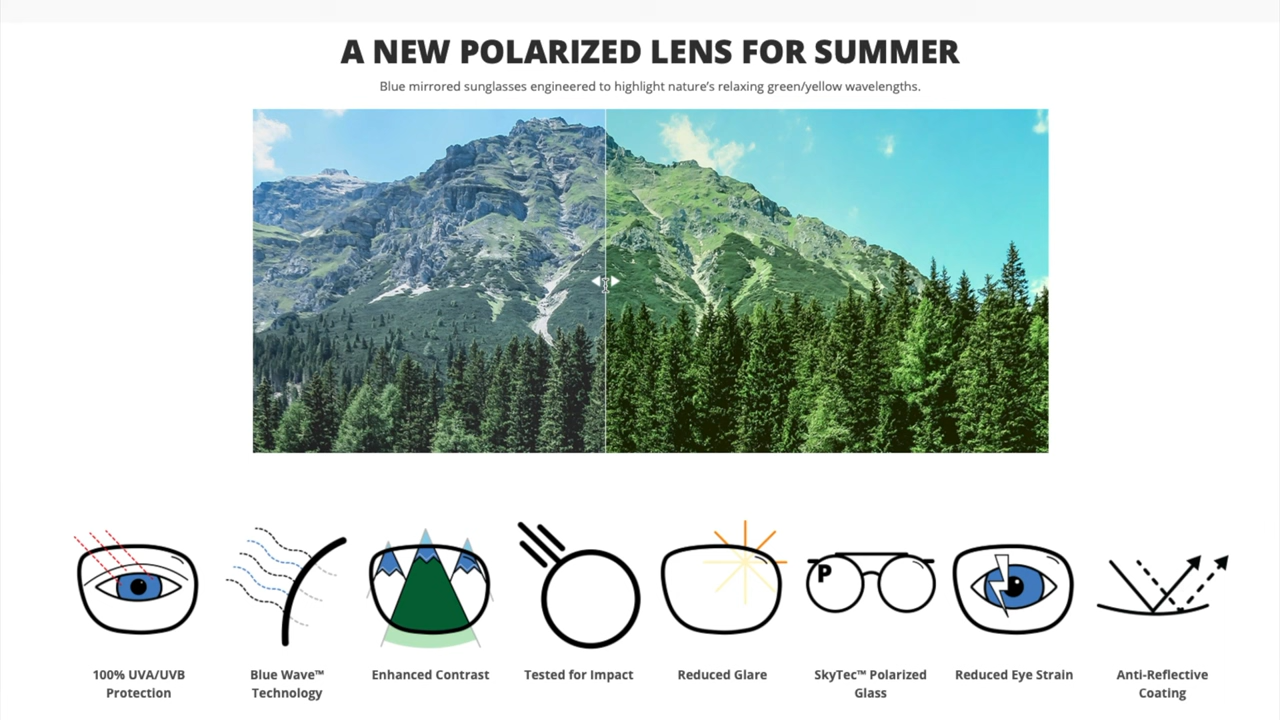 A NEW POLARIZED LENS FOR SUMMER
Blue mirrored sunglasses engineered to highlight nature’s relaxing green/yellow wavelengths.
P
100% UVA/UVB
Protection
Blue Wave™
Technology
Enhanced Contrast
Tested for Impact
Reduced Glare
SkyTec™ Polarized
Glass
Reduced Eye Strain
Anti-Reflective
Coating